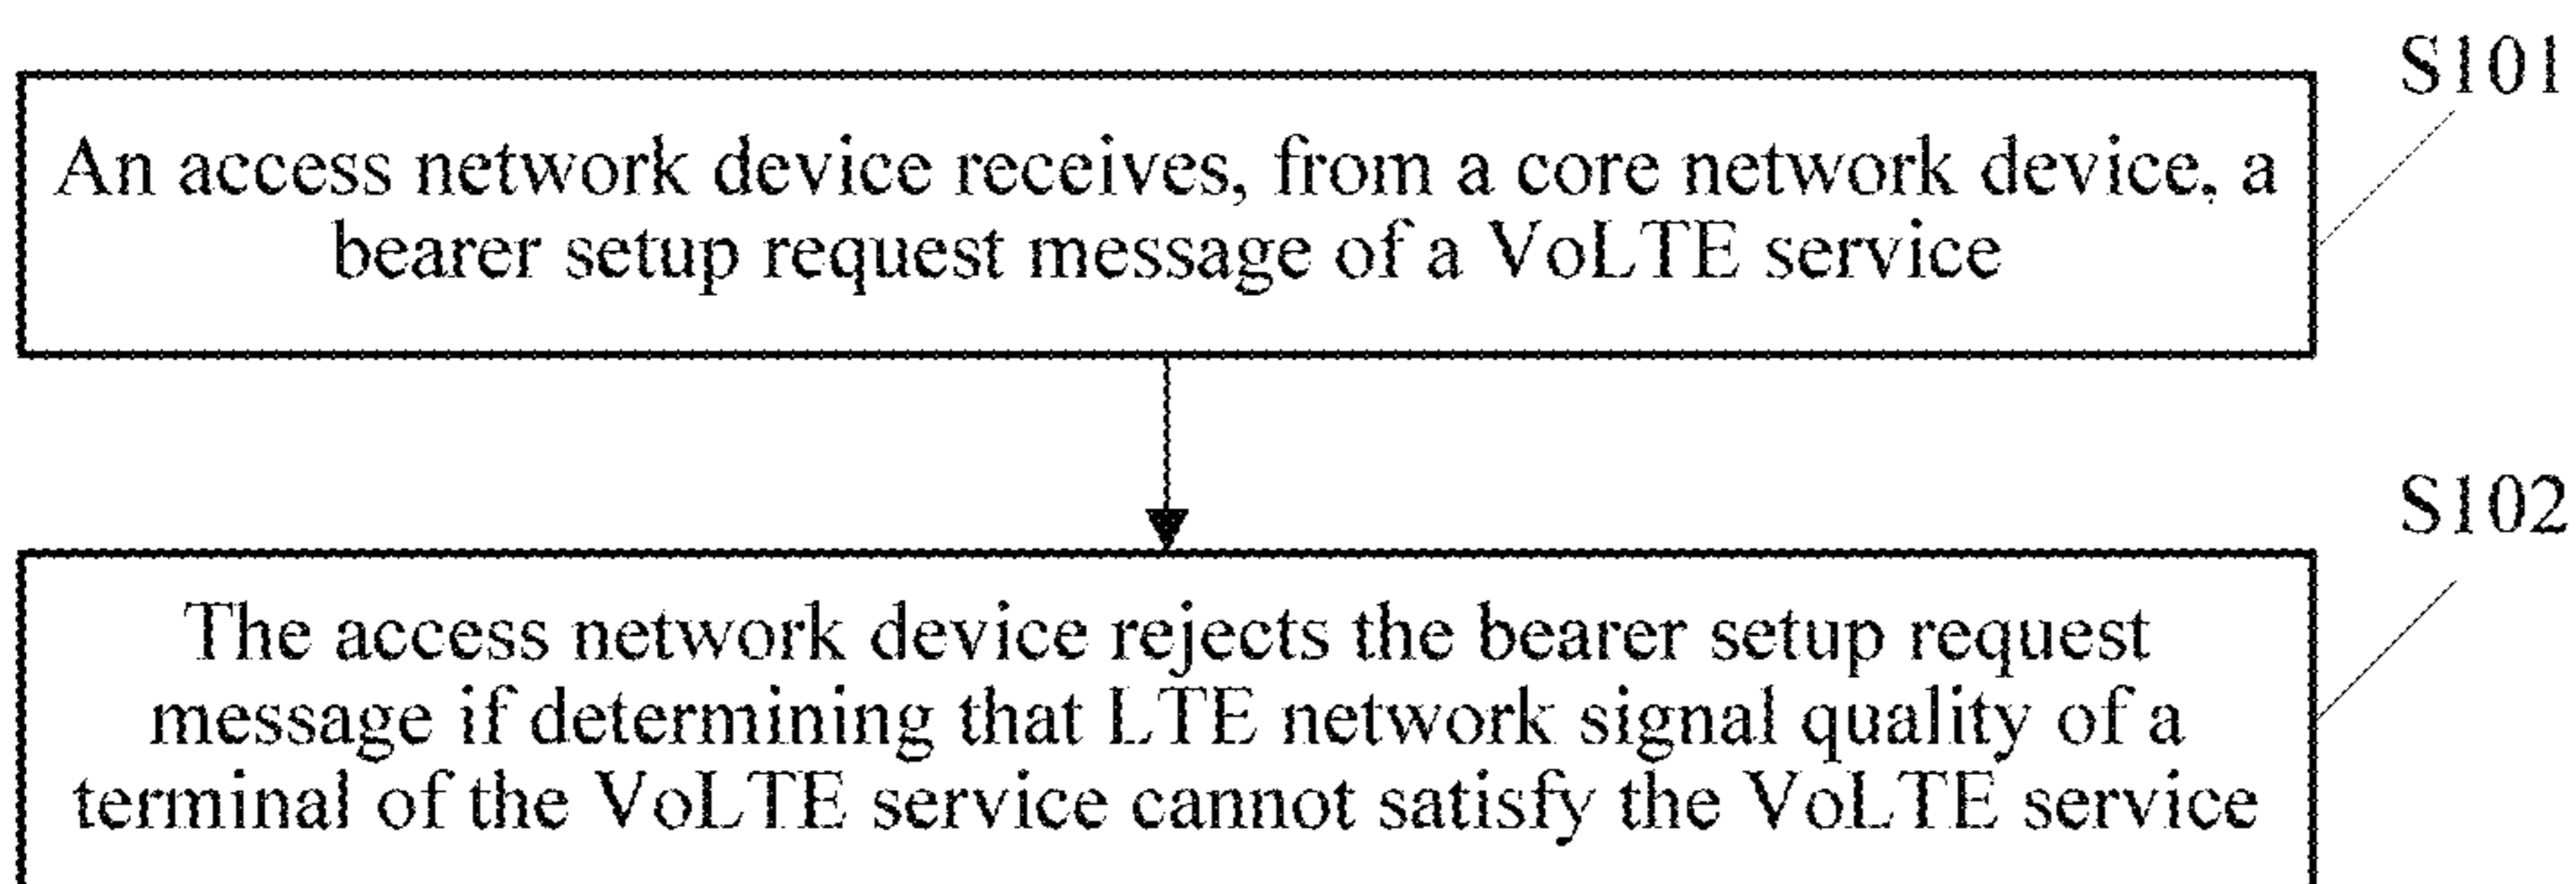 S101
An access network device receives, from a core network device, a
bearer setup request message of a VoLTE service
S102
The access network device rejects the bearer setup request
message if determining that LTE network signal quality of a
terminal of the VoLTE service cannot satisfy the VoLTE service